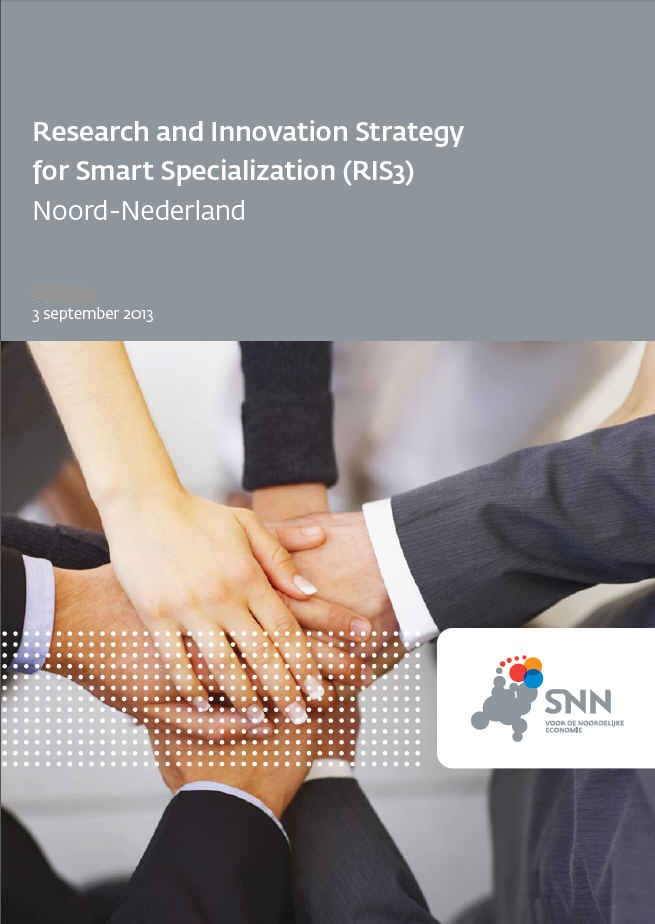 Research and Innovation Strategy
for Smart Specialization (RIS3)
Noord-Nederland
3 september 2013
SNN
VOOR DE NOORDELIJKE
ECONOMIE